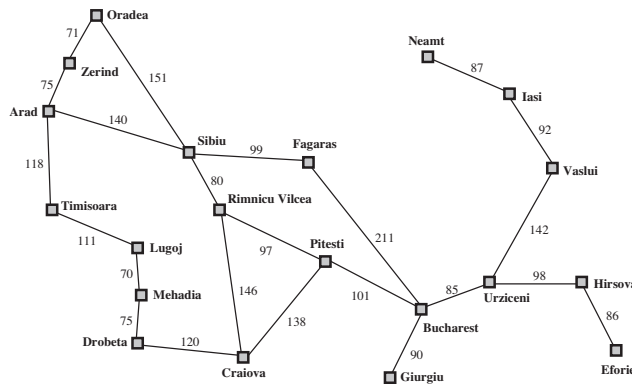 Oradea
71
Neamt
Zerind
87
151
75
Iasi
Arad
140
92
Sibiu
Fagaras
99
118
Vaslui
80
Timisoara
Rimnicu Vilcea
111
142
211
Lugoj
97
Pitesti
70
98
Hirsova
146
85
Mehadia
101
Urziceni
86
138
75
Bucharest
120
90
Drobeta
Eforie
Craiova
Giurgiu